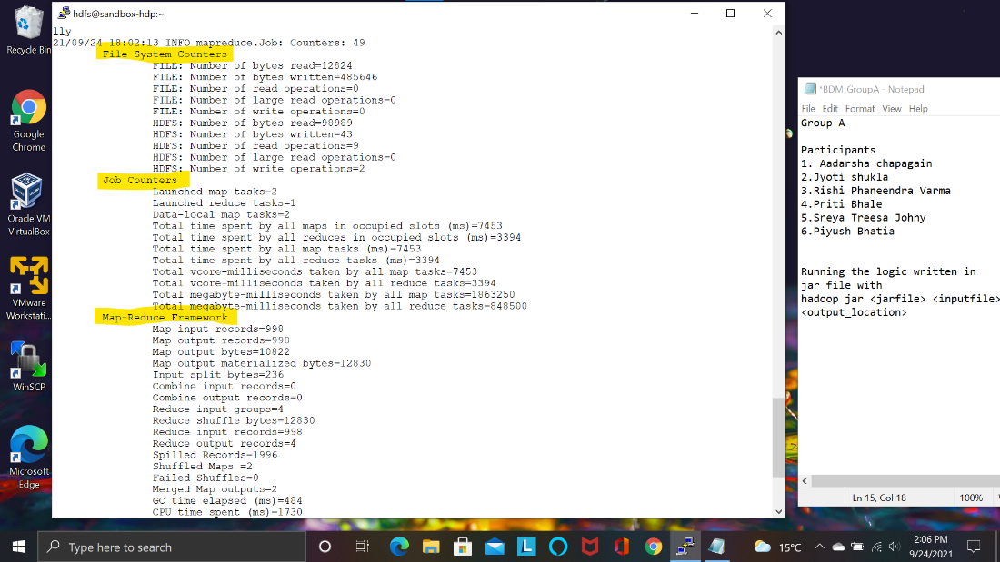 Recycle Bin
Google
Chrome
Oracle VM
VirtualBox
VMware
Workstati...
WinSCP
Microsoft
Edge
hdfs@sandbox-hdp:~
lly
21/09/24 18:02:13 INFO mapreduce.Job: Counters: 49
File System Counters
FILE: Number of bytes read=12824
FILE: Number of bytes written=485646
FILE: Number of read operations=0
FILE: Number of large read operations=0
FILE: Number of write operations=0
HDFS: Number of bytes read=98989
HDFS: Number of bytes written=43
HDFS: Number of read operations=9
HDFS: Number of large read operations=0
HDFS: Number of write operations=2
Job Counters
Launched map tasks=2
Launched reduce tasks=1
Data-local map tasks=2
Total time spent by all maps in occupied slots (ms)=7453
Total time spent by all reduces in occupied slots (ms)=3394
Total time spent by all map tasks (ms)=7453
Total time spent by all reduce tasks (ms)=3394
Total vcore-milliseconds taken by all map tasks=7453
Total vcore-milliseconds taken by all reduce tasks=3394
Total megabyte-milliseconds taken by all map tasks=1863250
Total megabyte-milliseconds taken by all reduce tasks=848500
Map-Reduce Framework
Map input records=998
Map output records=998
Map output bytes=10822
Map output materialized bytes=12830
Input split bytes=236
Combine input records=0
Combine output records=0
Reduce input groups=4
Reduce shuffle bytes=12830
Reduce input records=998
Reduce output records=4
Spilled Records=1996
Shuffled Maps =2
Failed Shuffles=0
Merged Map outputs=2
GC time elapsed (ms)=484
CPU time spent (ms)=1730
*BDM_GroupA - Notepad
File Edit Format View Help
Group A
Participants
1. Aadarsha chapagain
2.Jyoti shukla
3.Rishi Phaneendra Varma
4.Priti Bhale
5.Sreya Treesa Johny
6.Piyush Bhatia
Running the logic written in
jar file with
hadoop jar <jarfile> <inputfile>
<output_location>
Ln 15, Col 18 100%
Type here to search
15°C
2:06 PM
9/24/2021